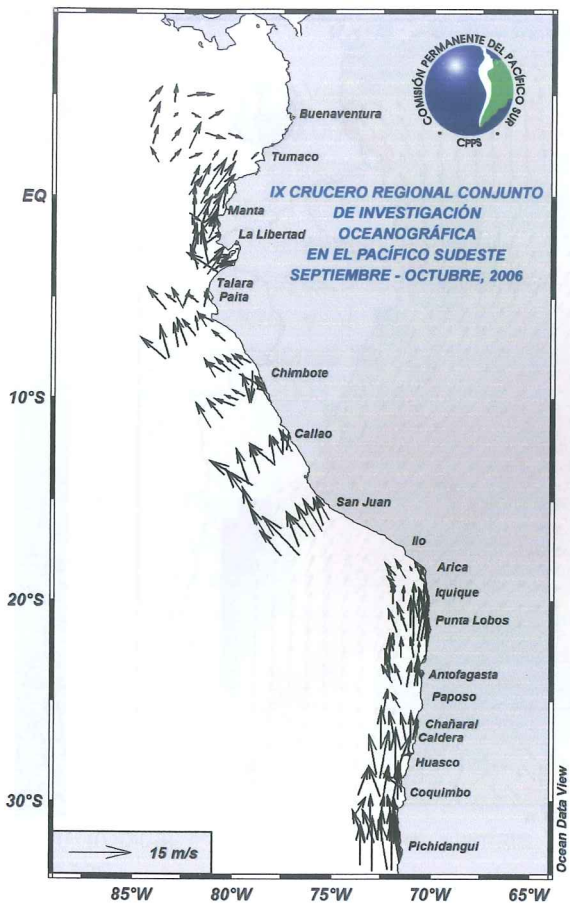 COMISIÓN PERMANENTE DEL PACÍFICO SUR
· CPPS ·
Buenaventura
Tumaco
EQ
IX CRUCERO REGIONAL CONJUNTO
DE INVESTIGACIÓN
OCEANOGRÁFICA
EN EL PACÍFICO SUDESTE
SEPTIEMBRE - OCTUBRE, 2006
Manta
La Libertad
Talara
Paita
Chimbote
10°S
Callao
San Juan
Ilo
Arica
Iquique
20°S
Punta Lobos
Antofagasta
Paposo
Chañaral
Caldera
Huasco
Coquimbo
30°S
Pichidangui
15 m/s
Ocean Data View
85°W
80°W
75°W
70°W
65°W